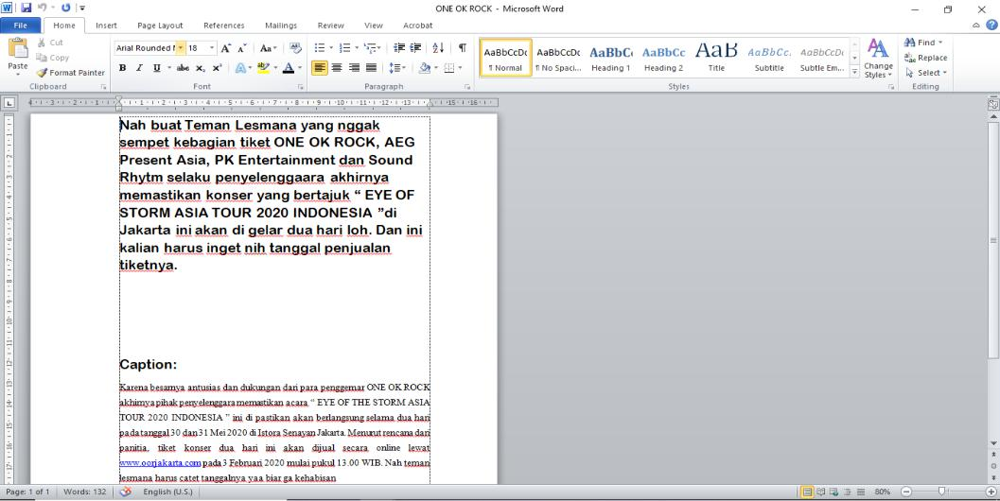 ONE OK ROCK - Microsoft Word
File Home Insert Page Layout References Mailings Review View Acrobat
Paste
Cut
Copy
Format Painter
Clipboard
Arial Rounded 18
Font
Paragraph
AaBbCcDc AaBbCcDc AaBbC AaBbCc AaB AaBbCc. AaBbCcDc
¶ Normal ¶ No Spaci... Heading 1 Heading 2 Title Subtitle Subtle Em...
Styles
Change Styles
Find
Replace
Select
Editing
Nah buat Teman Lesmana yang nggak
sempet kebagian tiket ONE OK ROCK, AEG
Present Asia, PK Entertainment dan Sound
Rhytm selaku penyelenggaara akhirnya
memastikan konser yang bertajuk “ EYE OF
STORM ASIA TOUR 2020 INDONESIA ”di
Jakarta ini akan di gelar dua hari loh. Dan ini
kalian harus inget nih tanggal penjualan
tiketnya.
Caption:
Karena besarnya antusias dan dukungan dari para penggemar ONE OK ROCK
akhirnya pihak penyelenggara memastikan acara “ EYE OF THE STORM ASIA
TOUR 2020 INDONESIA ” ini di pastikan akan berlangsung selama dua hari
pada tanggal 30 dan 31 Mei 2020 di Istora Senayan Jakarta. Menurut rencana dari
panitia, tiket konser dua hari ini akan dijual secara online lewat
www.oorjakarta.com pada 3 Februari 2020 mulai pukul 13.00 WIB. Nah teman
lesmana harus catet tanggalnya yaa biar ga kehabisan
Page: 1 of 1 Words: 132 English (U.S.) 80%